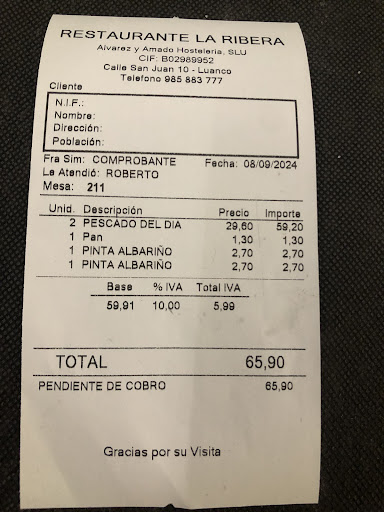 RESTAURANTE LA RIBERA
Alvarez y Amado Hosteleria, SLU
CIF: B02989952
Calle San Juan 10 - Luanco
Telefono 985 883 777
Cliente
N.I.F.:
Nombre:
Dirección:
Población:
Fra Sim: COMPROBANTE Fecha: 08/09/2024
Le Atendió: ROBERTO
Mesa: 211
Unid. Descripción Precio Importe
2 PESCADO DEL DIA 29,60 59,20
1 Pan 1,30 1,30
1 PINTA ALBARIÑO 2,70 2,70
1 PINTA ALBARIÑO 2,70 2,70
Base % IVA Total IVA
59,91 10,00 5,99
TOTAL 65,90
PENDIENTE DE COBRO 65,90
Gracias por su Visita